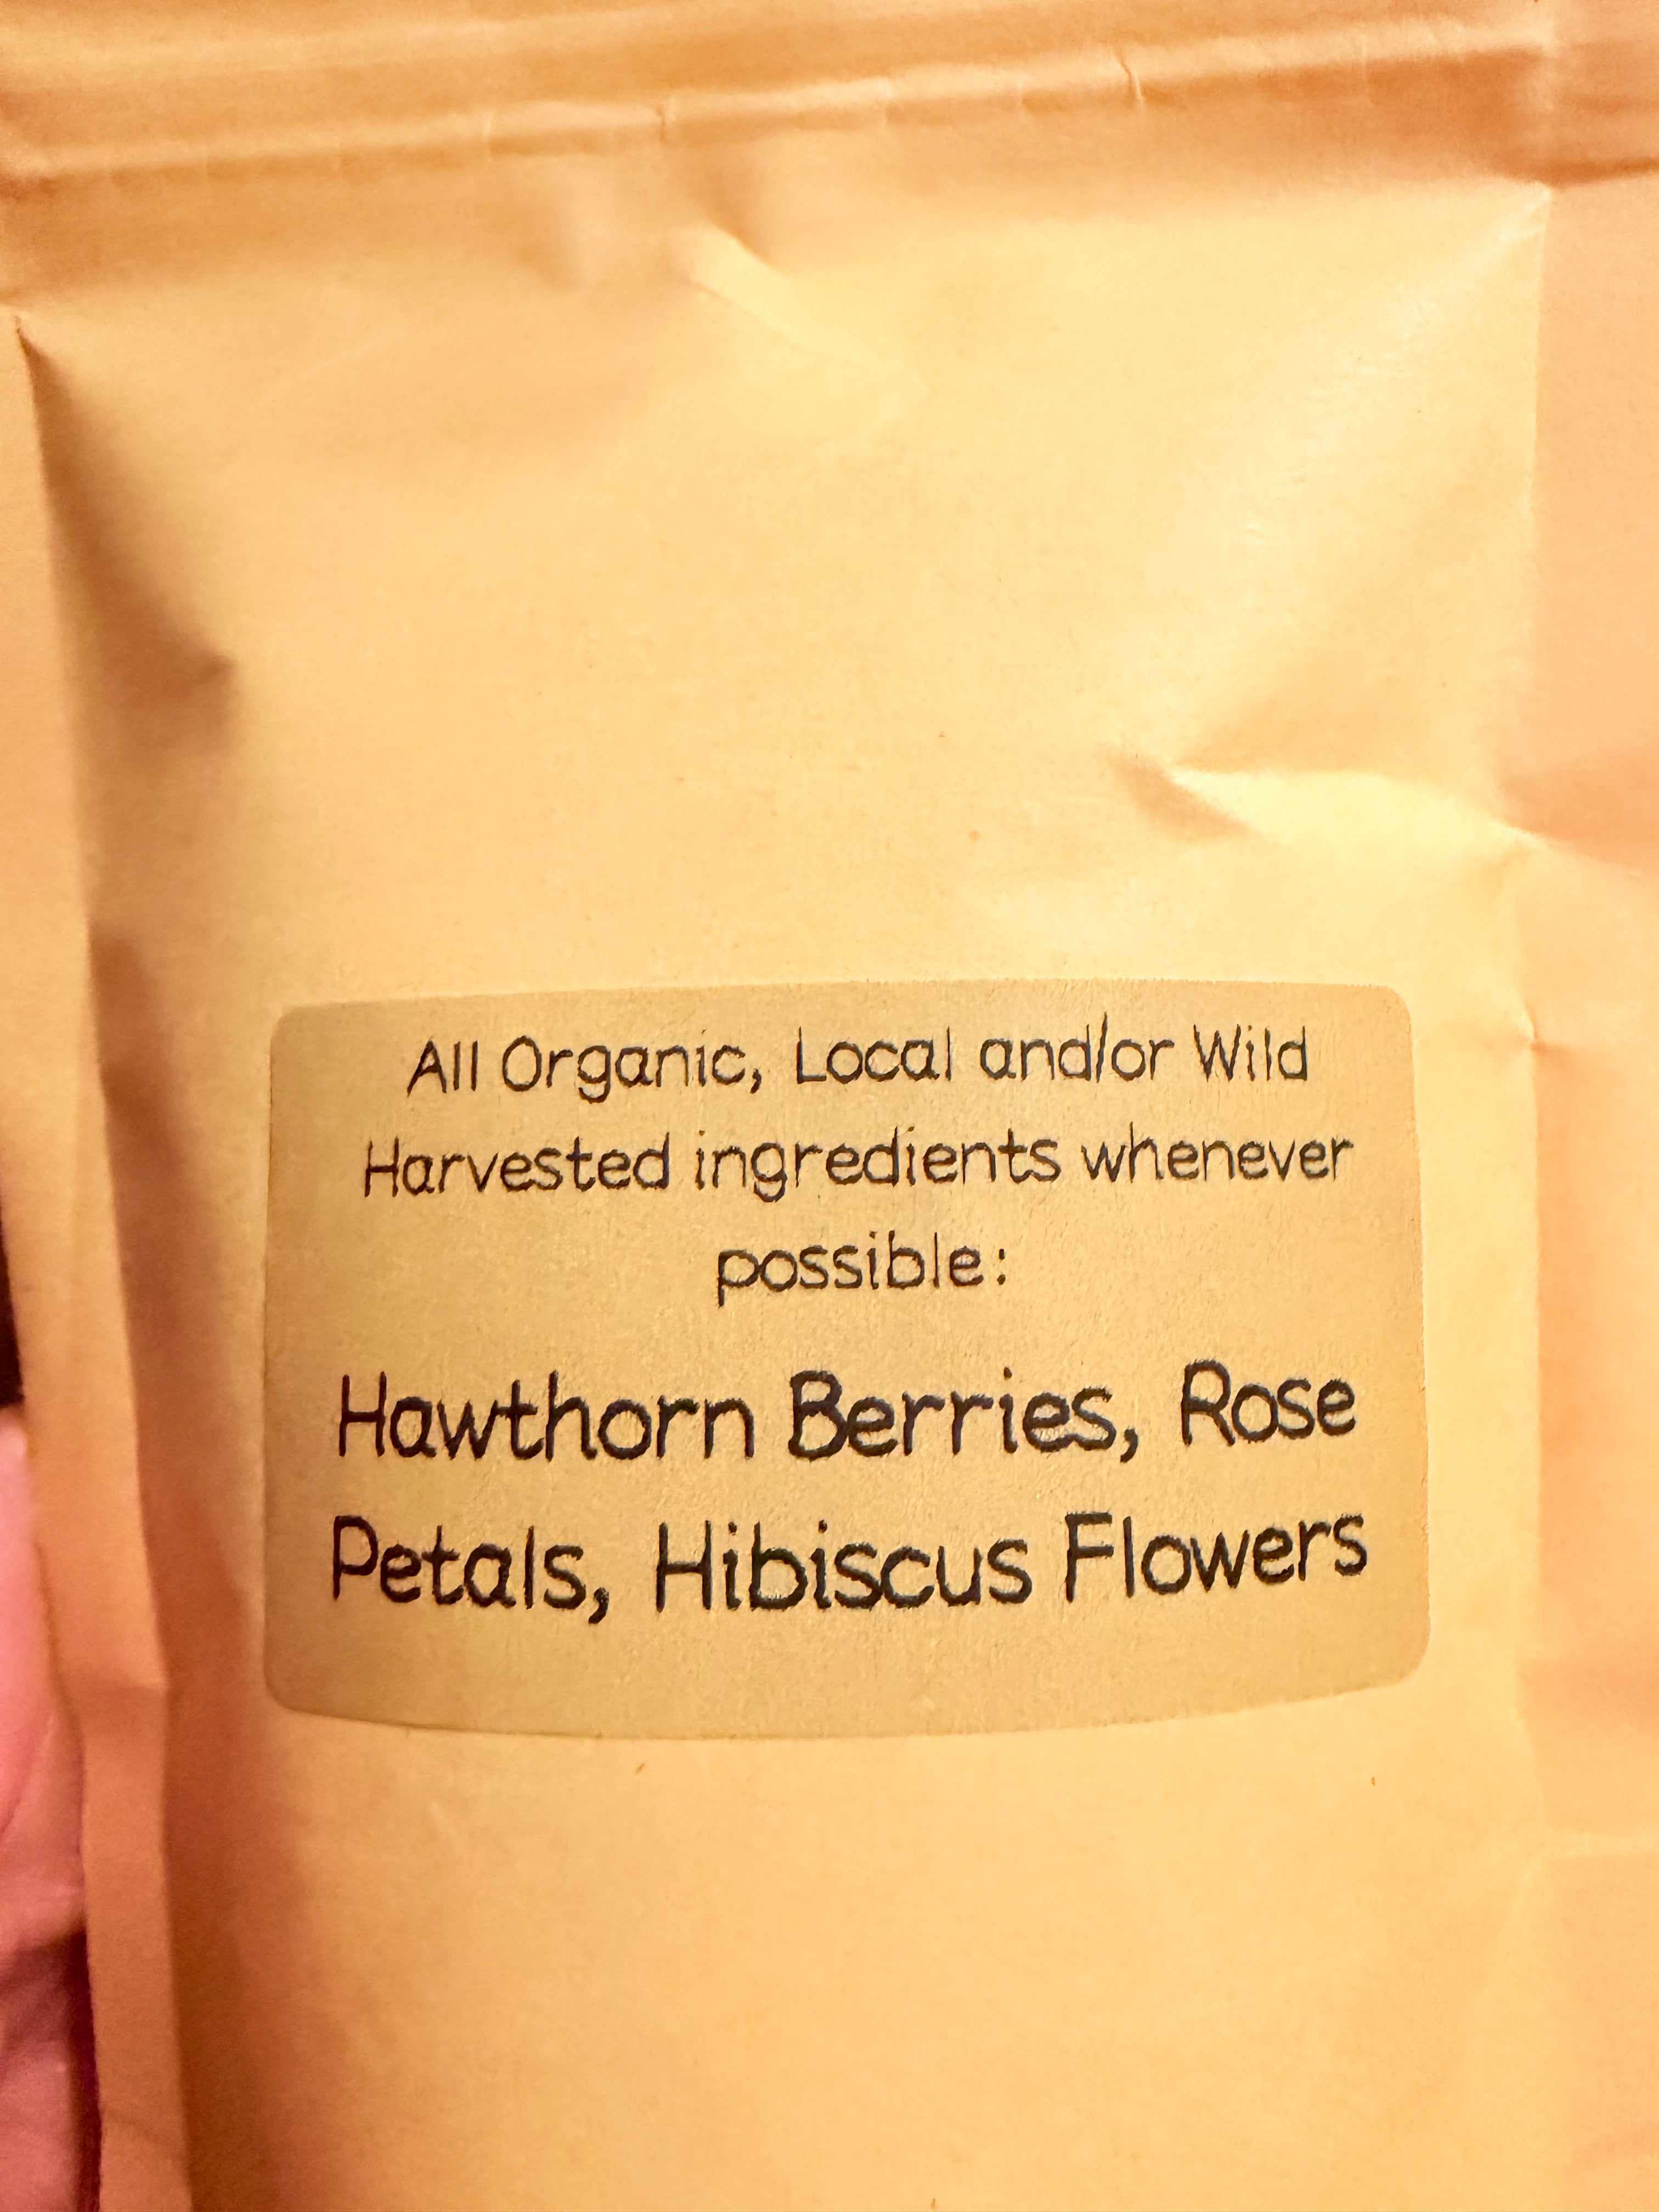 All Organic, Local and/or Wild
Harvested ingredients whenever
possible:
Hawthorn Berries, Rose
Petals, Hibiscus Flowers